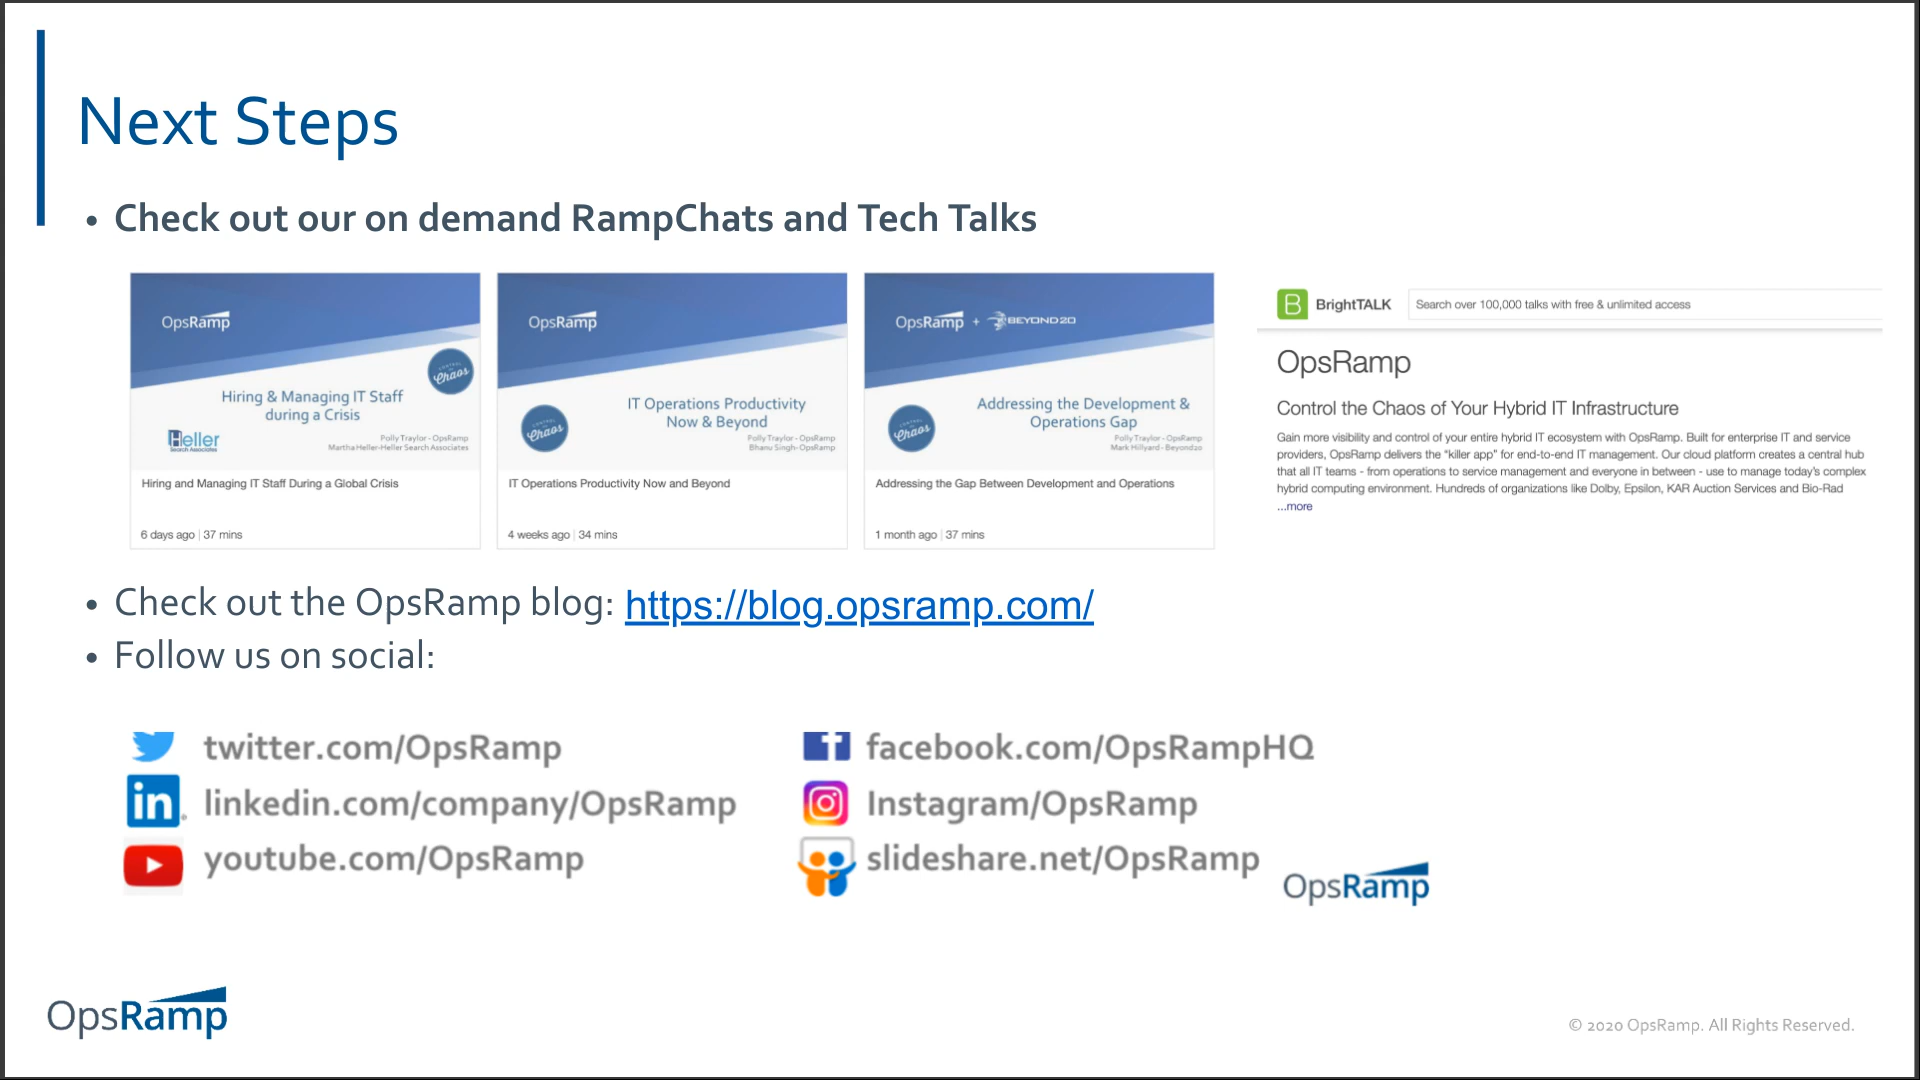 Next Steps
• Check out our on demand RampChats and Tech Talks
OpsRamp
CONTROL
Chaos
Hiring & Managing IT Staff
during a Crisis
Heller
Search Associates
Polly Traylor - OpsRamp
Martha Heller-Heller Search Associates
Hiring and Managing IT Staff During a Global Crisis
6 days ago | 37 mins
OpsRamp
CONTROL
Chaos
IT Operations Productivity
Now & Beyond
Polly Traylor - OpsRamp
Bhanu Singh-OpsRamp
IT Operations Productivity Now and Beyond
4 weeks ago | 34 mins
OpsRamp + BEYOND20
CONTROL
Chaos
Addressing the Development &
Operations Gap
Polly Traylor - OpsRamp
Mark Hillyard - Beyond20
Addressing the Gap Between Development and Operations
1 month ago | 37 mins
B BrightTALK Search over 100,000 talks with free & unlimited access
OpsRamp
Control the Chaos of Your Hybrid IT Infrastructure
Gain more visibility and control of your entire hybrid IT ecosystem with OpsRamp. Built for enterprise IT and service
providers, OpsRamp delivers the “killer app” for end-to-end IT management. Our cloud platform creates a central hub
that all IT teams - from operations to service management and everyone in between - use to manage today's complex
hybrid computing environment. Hundreds of organizations like Dolby, Epsilon, KAR Auction Services and Bio-Rad
...more
• Check out the OpsRamp blog: https://blog.opsramp.com/
• Follow us on social:
twitter.com/OpsRamp
in linkedin.com/company/OpsRamp
youtube.com/OpsRamp
f facebook.com/OpsRampHQ
Instagram/OpsRamp
slideshare.net/OpsRamp
OpsRamp
OpsRamp
© 2020 OpsRamp. All Rights Reserved.